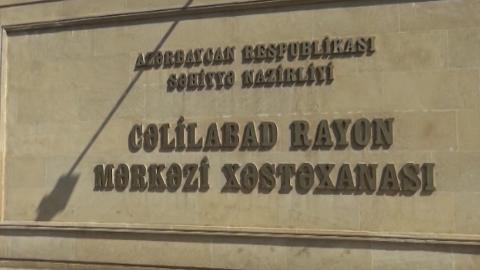 AZƏRBAYCAN RESPUBLİKASI
SƏHİYYƏ NAZİRLİYİ
CƏLİLABAD RAYON
MƏRKƏZİ XƏSTƏXANASI